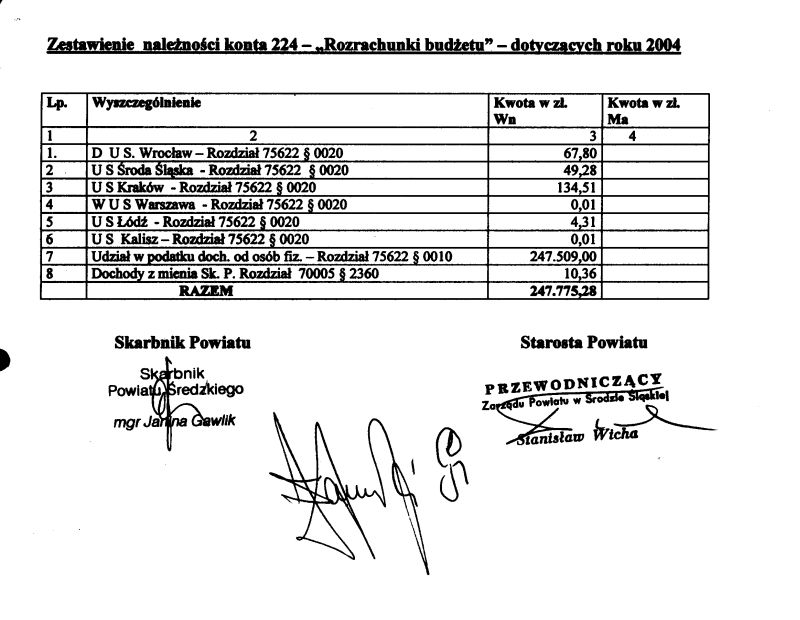 Zestawienie należności konta 224 – „Rozrachunki budżetu” – dotyczących roku 2004
Lp. Wyszczególnienie Kwota w zł. Wn Kwota w zł. Ma
1 2 3 4
1. D U S. Wrocław – Rozdział 75622 § 0020 67,80
2 U S Środa Śląska - Rozdział 75622 § 0020 49,28
3 U S Kraków - Rozdział 75622 § 0020 134,51
4 W U S Warszawa - Rozdział 75622 § 0020 0,01
5 U S Łódź - Rozdział 75622 § 0020 4,31
6 U S Kalisz – Rozdział 75622 § 0020 0,01
7 Udział w podatku doch. od osób fiz. – Rozdział 75622 § 0010 247.509,00
8 Dochody z mienia Sk. P. Rozdział 70005 § 2360 10,36
RAZEM 247.775,28
Skarbnik Powiatu
Starosta Powiatu
Skarbnik
Powiatu Średzkiego
mgr Janina Gawlik
PRZEWODNICZĄCY
Zarządu Powiatu w Środzie Śląskiej
Stanisław Wicha